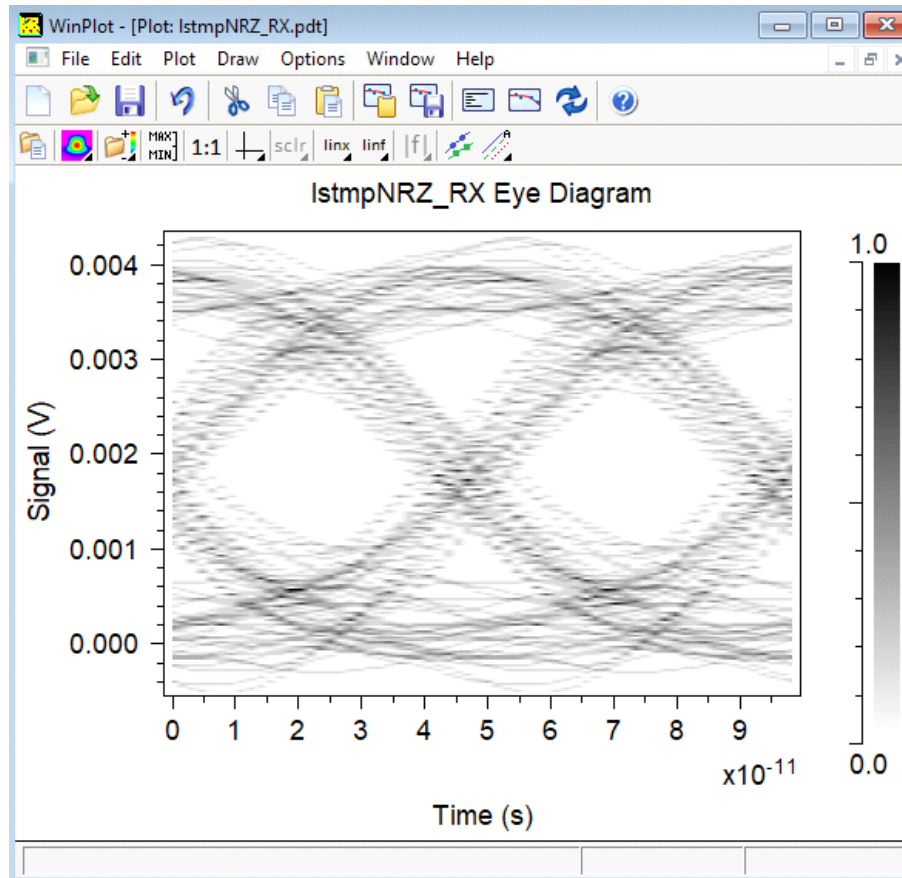 WinPlot - [Plot: lstmpNRZ_RX.pdt]
File Edit Plot Draw Options Window Help
MAX
MIN
1:1
sclr
linx
linf
|f|
A
lstmpNRZ_RX Eye Diagram
0.004
0.003
0.002
0.001
0.000
Signal (V)
0 1 2 3 4 5 6 7 8 9
x10-11
Time (s)
1.0
0.0